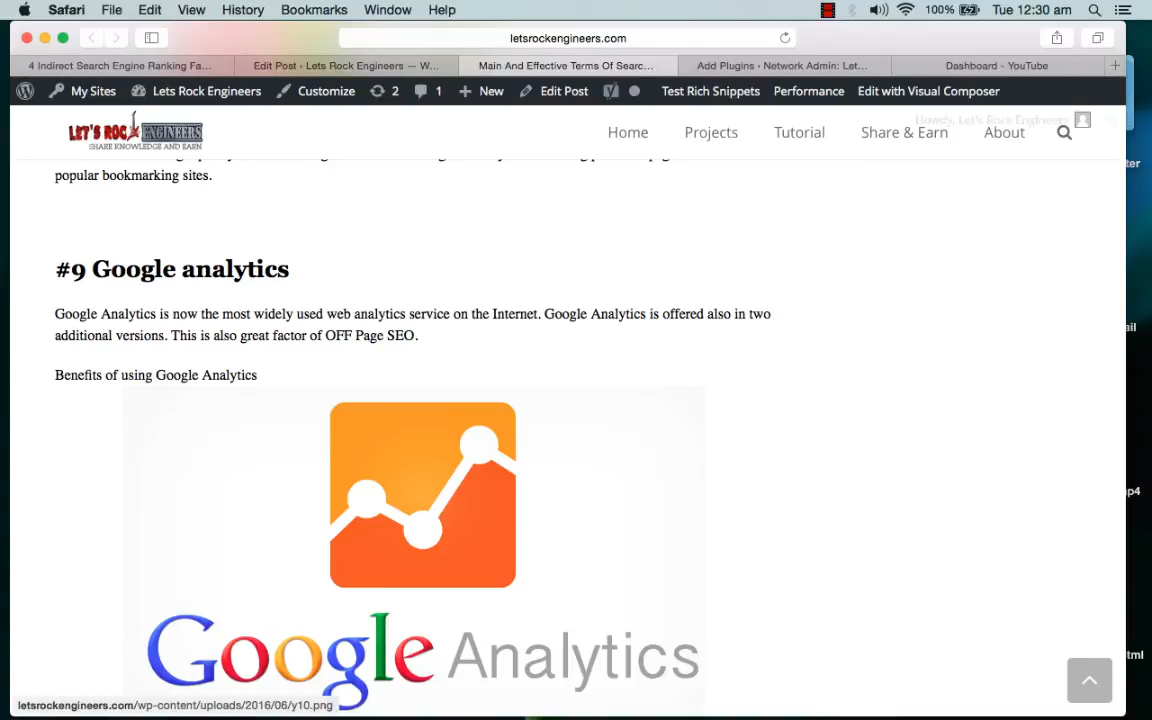 Safari File Edit View History Bookmarks Window Help 100% Tue 12:30 am
letsrockengineers.com
4 Indirect Search Engine Ranking Fa... Edit Post ‹ Lets Rock Engineers — W... Main And Effective Terms Of Searc... Add Plugins ‹ Network Admin: Let... Dashboard - YouTube
My Sites Lets Rock Engineers Customize 2 1 New Edit Post Test Rich Snippets Performance Edit with Visual Composer
Howdy, Let's Rock Engineers
LET'S ROCK ENGINEERS Home Projects Tutorial Share & Earn About
SHARE KNOWLEDGE AND EARN
popular bookmarking sites.
#9 Google analytics
Google Analytics is now the most widely used web analytics service on the Internet. Google Analytics is offered also in two
additional versions. This is also great factor of OFF Page SEO.
Benefits of using Google Analytics
Google Analytics
letsrockengineers.com/wp-content/uploads/2016/06/y10.png